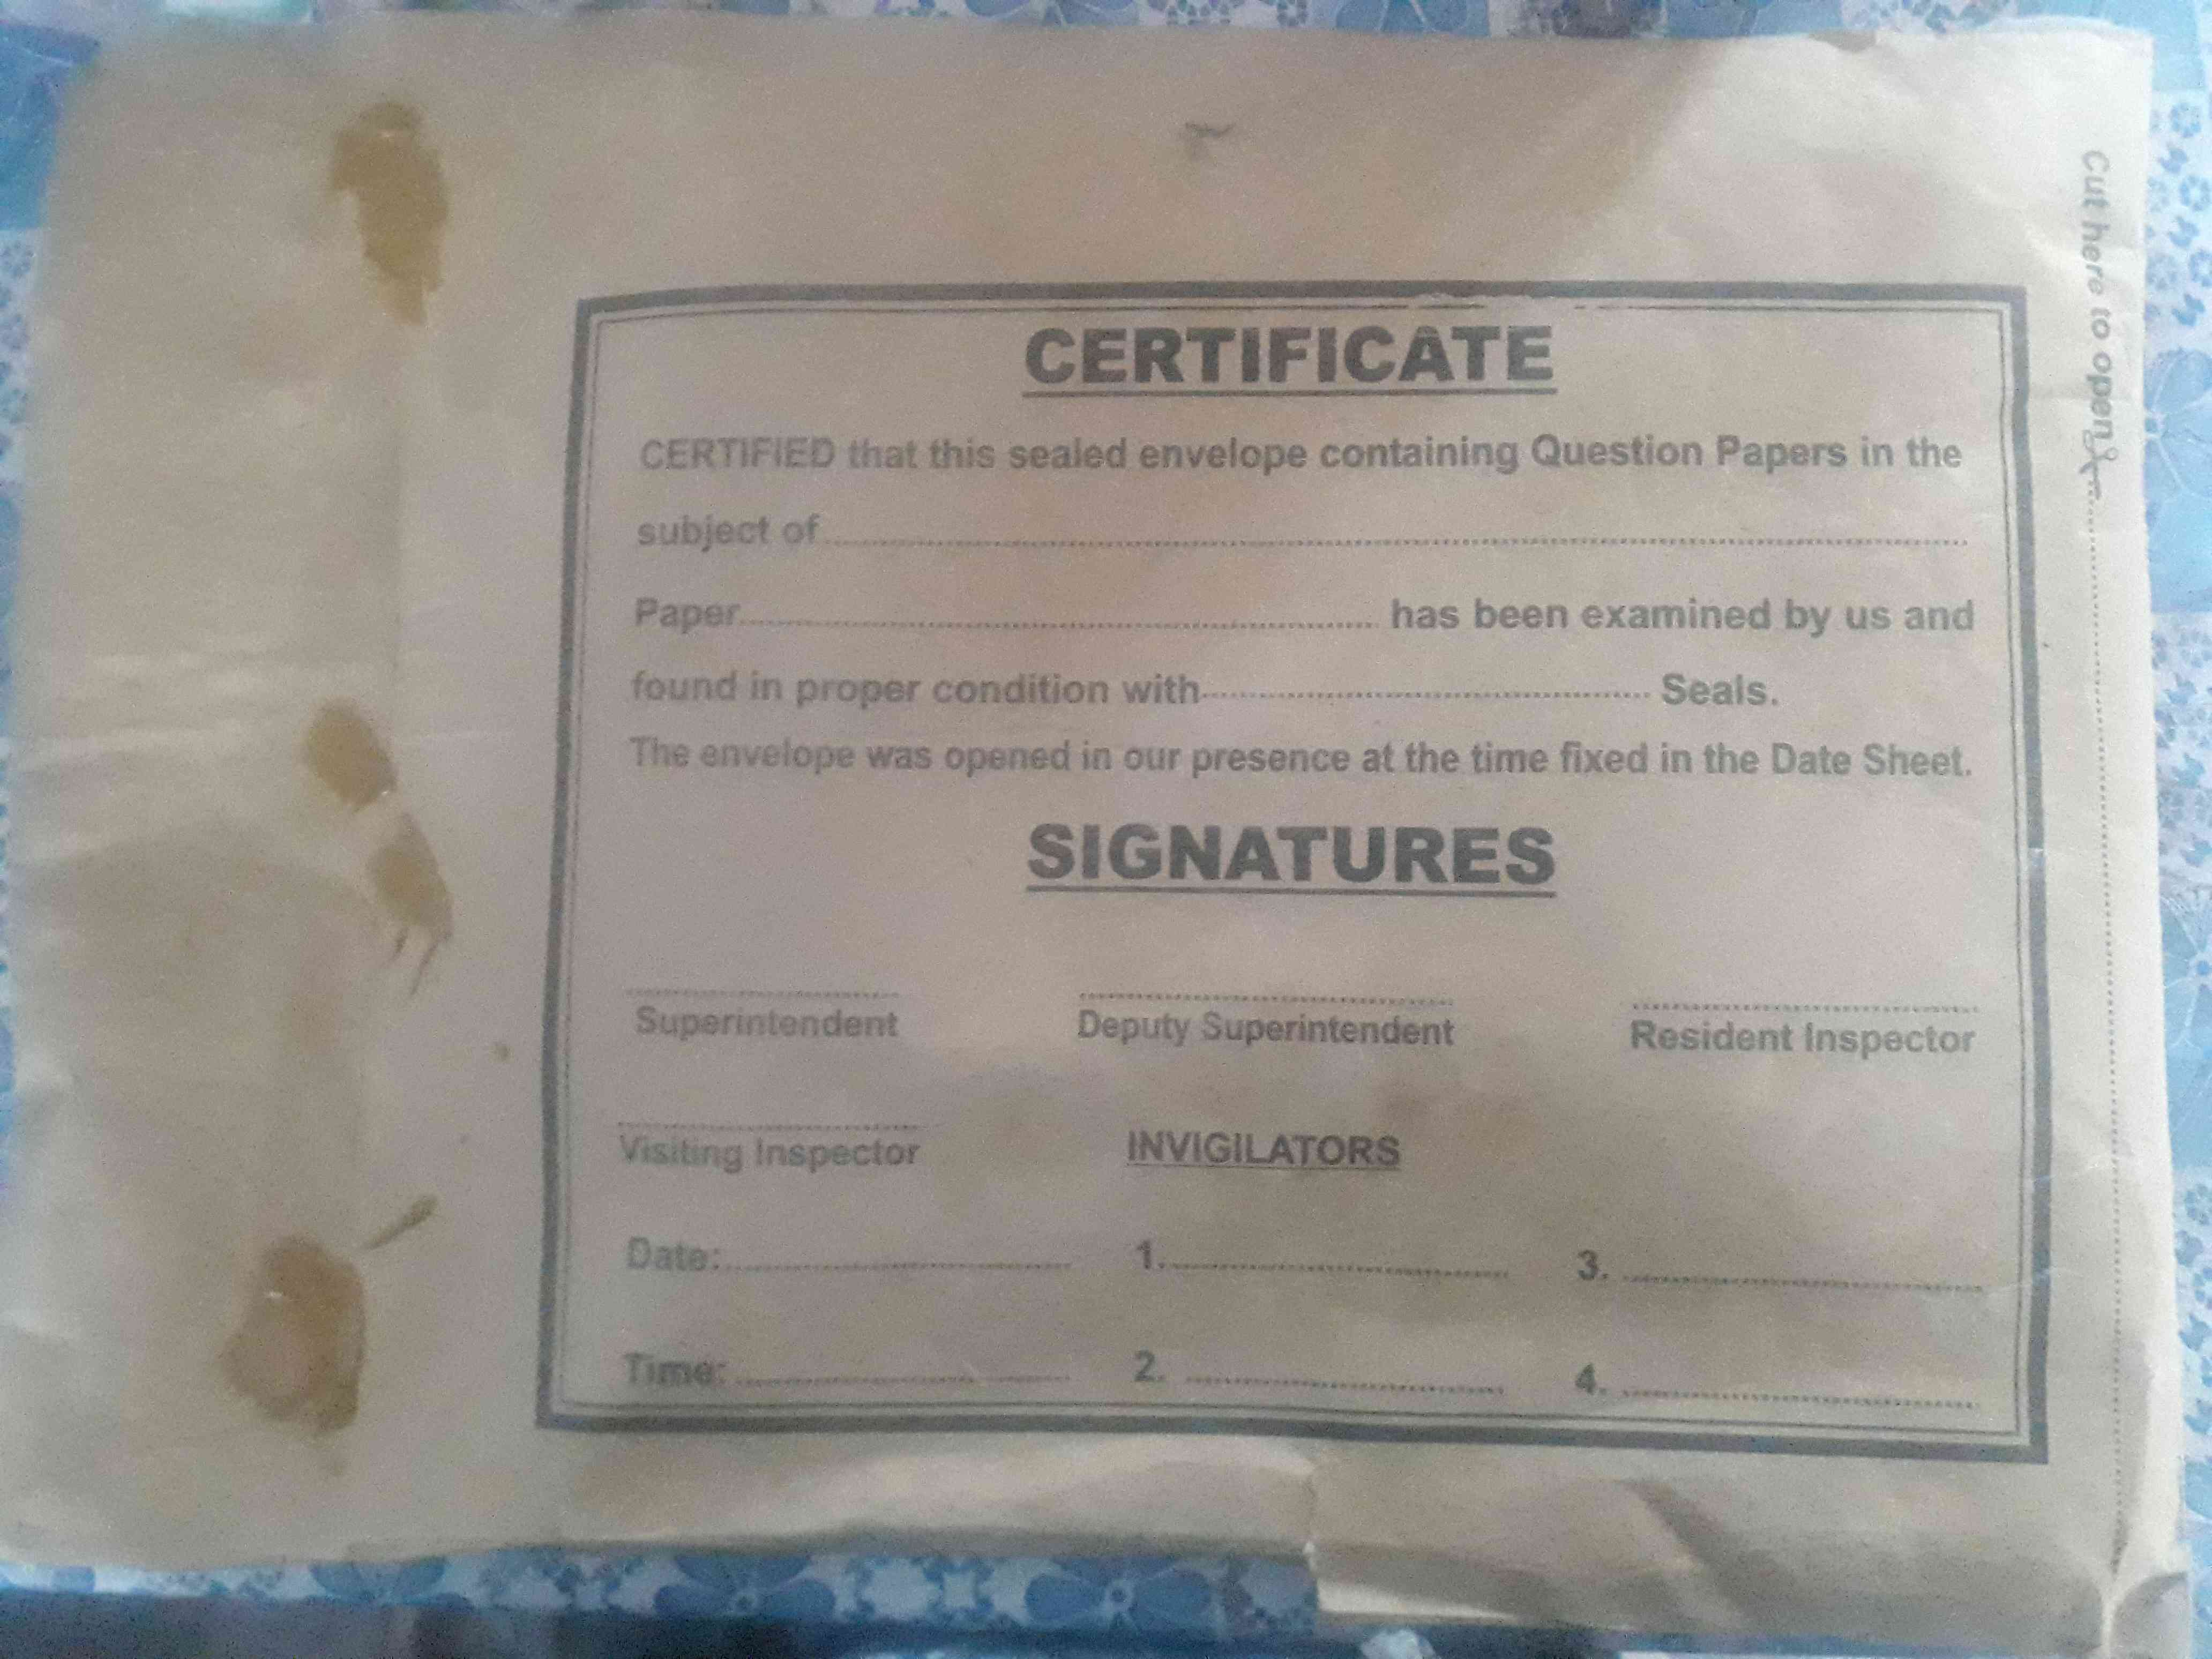 Cut here to open
CERTIFICATE
CERTIFIED that this sealed envelope containing Question Papers in the
subject of
Paper has been examined by us and
found in proper condition with Seals.
The envelope was opened in our presence at the time fixed in the Date Sheet.
SIGNATURES
Superintendent Deputy Superintendent Resident Inspector
Visiting Inspector INVIGILATORS
Date: 1. 3.
Time: 2. 4.